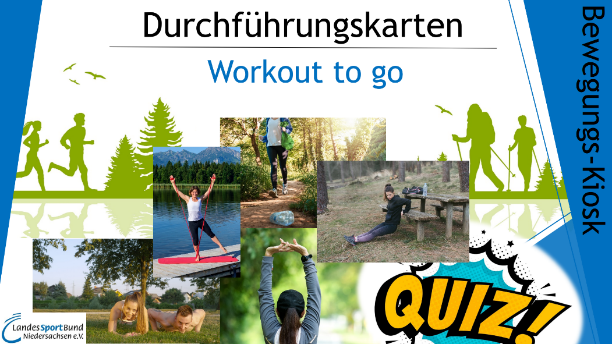 Durchführungskarten
Workout to go
Bewegungs-Kiosk
QUIZ!
LandesSportBund
Niedersachsen e.V.